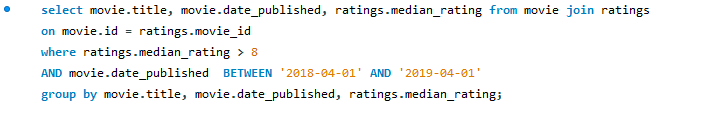 select movie.title, movie.date_published, ratings.median_rating from movie join ratings
on movie.id = ratings.movie_id
where ratings.median_rating > 8
AND movie.date_published  BETWEEN '2018-04-01' AND '2019-04-01'
group by movie.title, movie.date_published, ratings.median_rating;